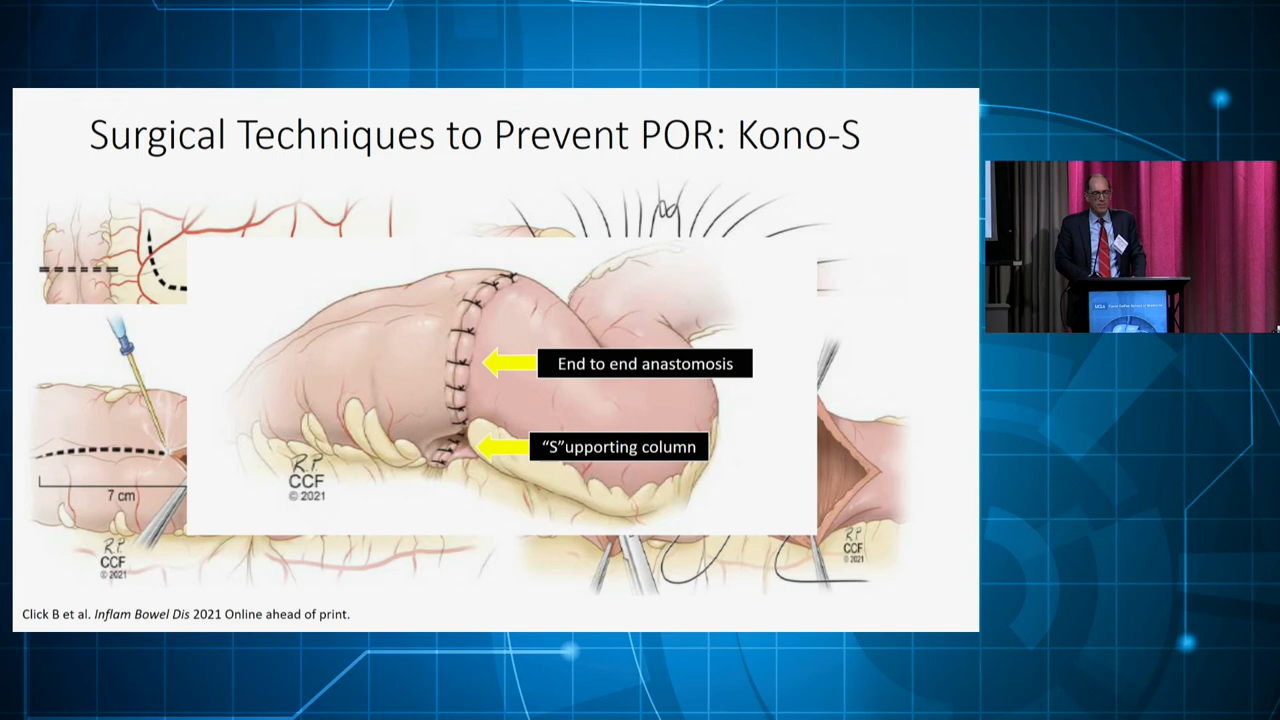 Surgical Techniques to Prevent POR: Kono-S
End to end anastomosis
“S”upporting column
R.P.
CCF
© 2021
7 cm
R.P.
CCF
© 2021
R.P.
CCF
© 2021
Click B et al. Inflam Bowel Dis 2021 Online ahead of print.
UCLA